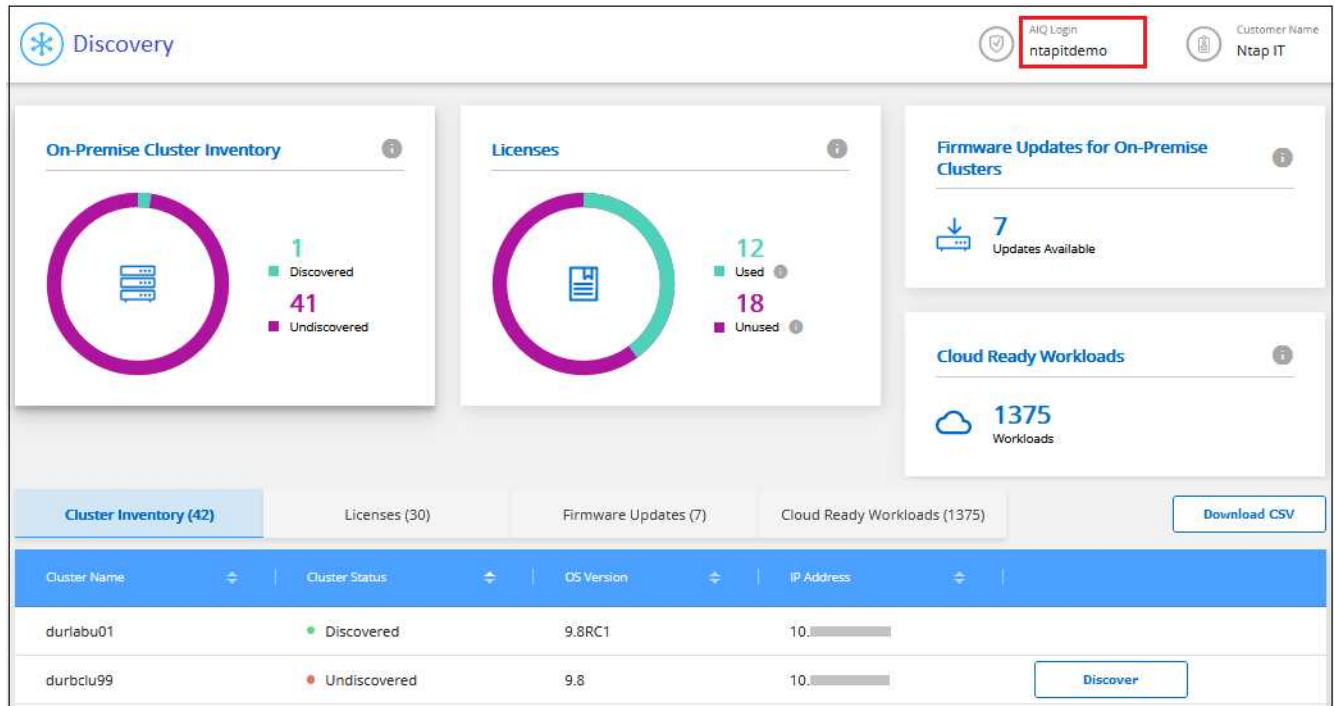 Discovery
AIQ Login
ntapitdemo
Customer Name
Ntap IT
On-Premise Cluster Inventory
1
Discovered
41
Undiscovered
Licenses
12
Used
18
Unused
Firmware Updates for On-Premise
Clusters
7
Updates Available
Cloud Ready Workloads
1375
Workloads
Cluster Inventory (42)
Licenses (30)
Firmware Updates (7)
Cloud Ready Workloads (1375)
Download CSV
Cluster Name
Cluster Status
OS Version
IP Address
durlabu01
Discovered
9.8RC1
10.
durbclu99
Undiscovered
9.8
10.
Discover